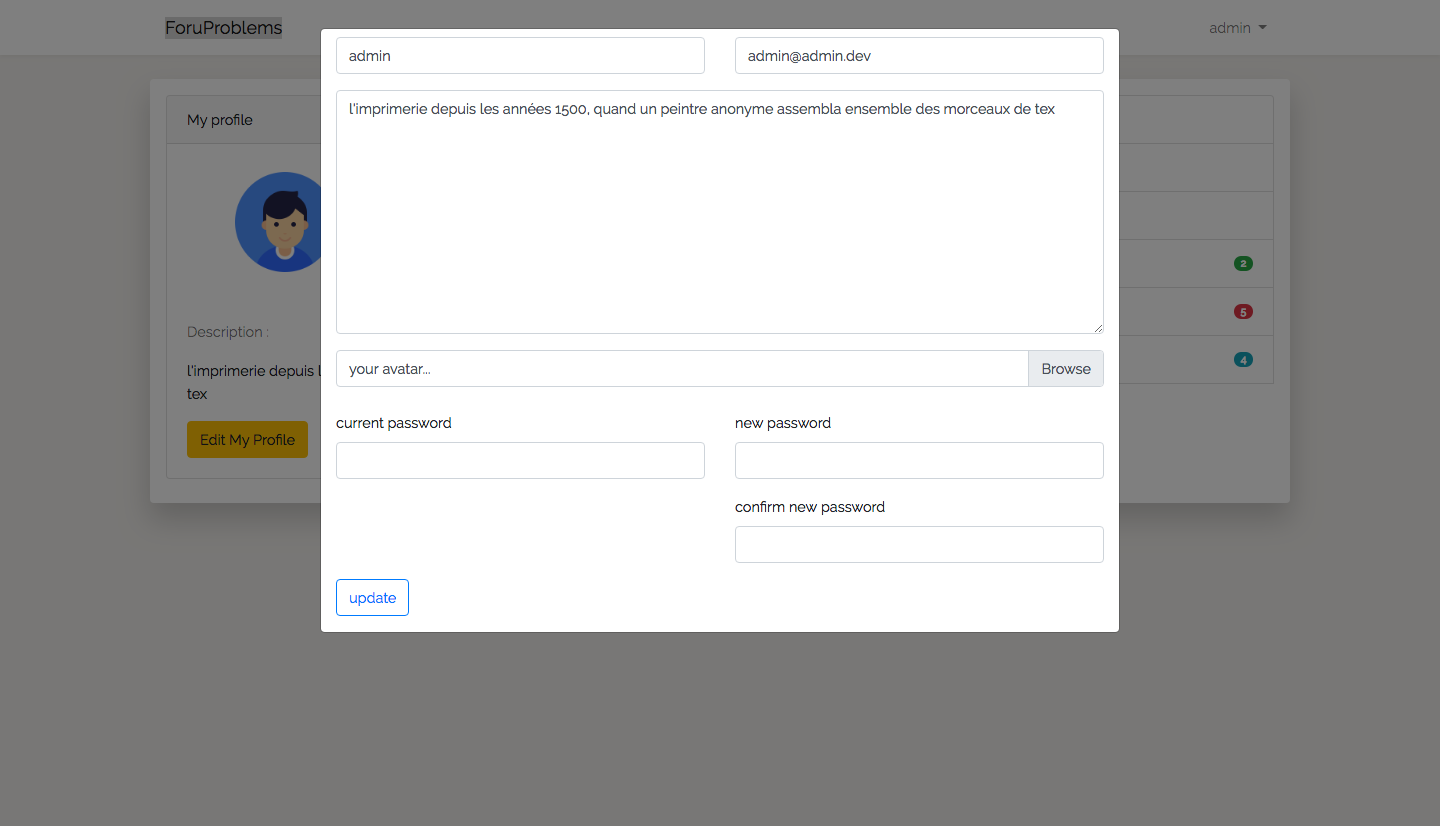 ForuProblems
admin
admin
admin@admin.dev
l'imprimerie depuis les années 1500, quand un peintre anonyme assembla ensemble des morceaux de tex
My profile
2
5
4
Description :
l'imprimerie depuis l
tex
Edit My Profile
your avatar...
Browse
current password
new password
confirm new password
update